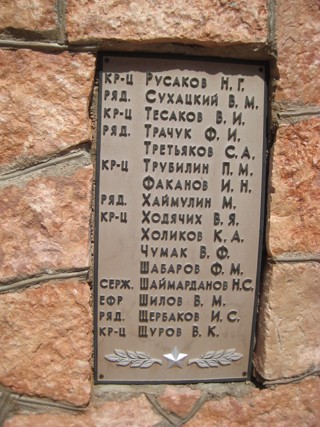 КР-Ц РУСАКОВ Н.Г.
РЯД. СУХАЦКИЙ В.М.
КР-Ц ТЕСАКОВ В.И.
РЯД. ТРАЧУК Ф.И.
ТРЕТЬЯКОВ С.А.
КР-Ц ТРУБИЛИН П.М.
ФАКАНОВ И.Н.
РЯД. ХАЙМУЛИН М.
КР-Ц ХОДЯЧИХ В.Я.
ХОЛИКОВ К.А.
ЧУМАК В.Ф.
ШАБАРОВ Ф.М.
СЕРЖ. ШАЙМАРДАНОВ Н.С.
ЕФР ШИЛОВ В.М.
РЯД. ЩЕРБАКОВ И.С.
КР-Ц ЩУРОВ В.К.